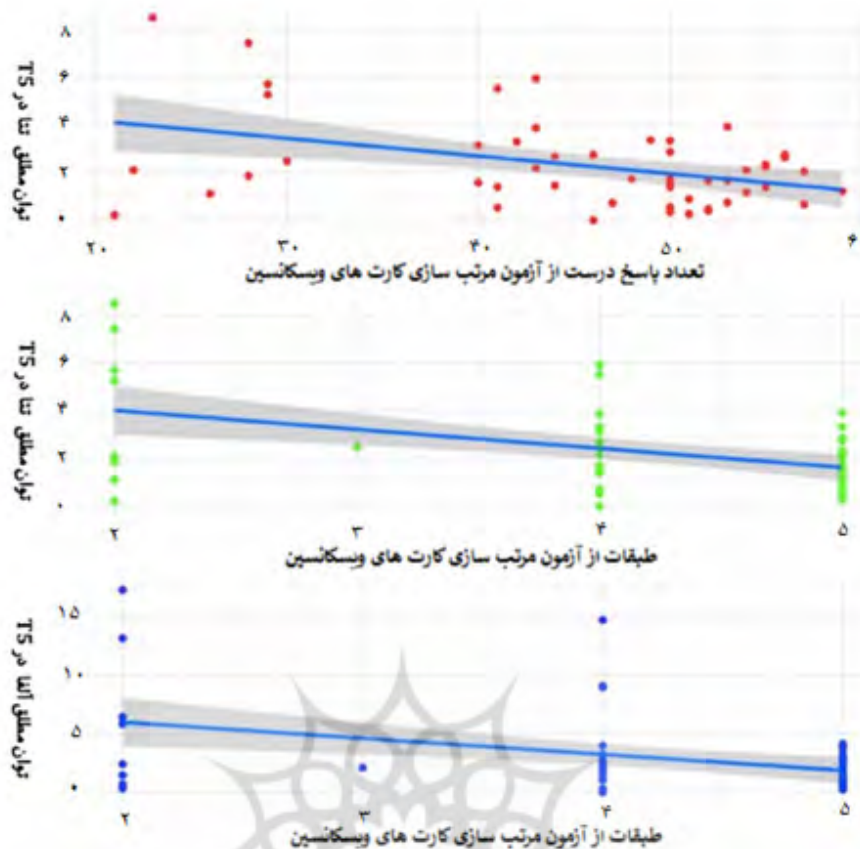 توان مطلق تتا در T5
۸
۶
۴
۲
۰
۲۰ ۳۰ ۴۰ ۵۰ ۶
تعداد پاسخ درست از آزمون مرتب سازی کارت های ویسکانسین
توان مطلق تتا در T5
۸
۶
۴
۲
۰
۲ ۳ ۴ ۵
طبقات از آزمون مرتب سازی کارت های ویسکانسین
توان مطلق آلفا در T5
۱۵
۱۰
۵
۰
۲ ۳ ۴ ۵
طبقات از آزمون مرتب سازی کارت های ویسکانسین